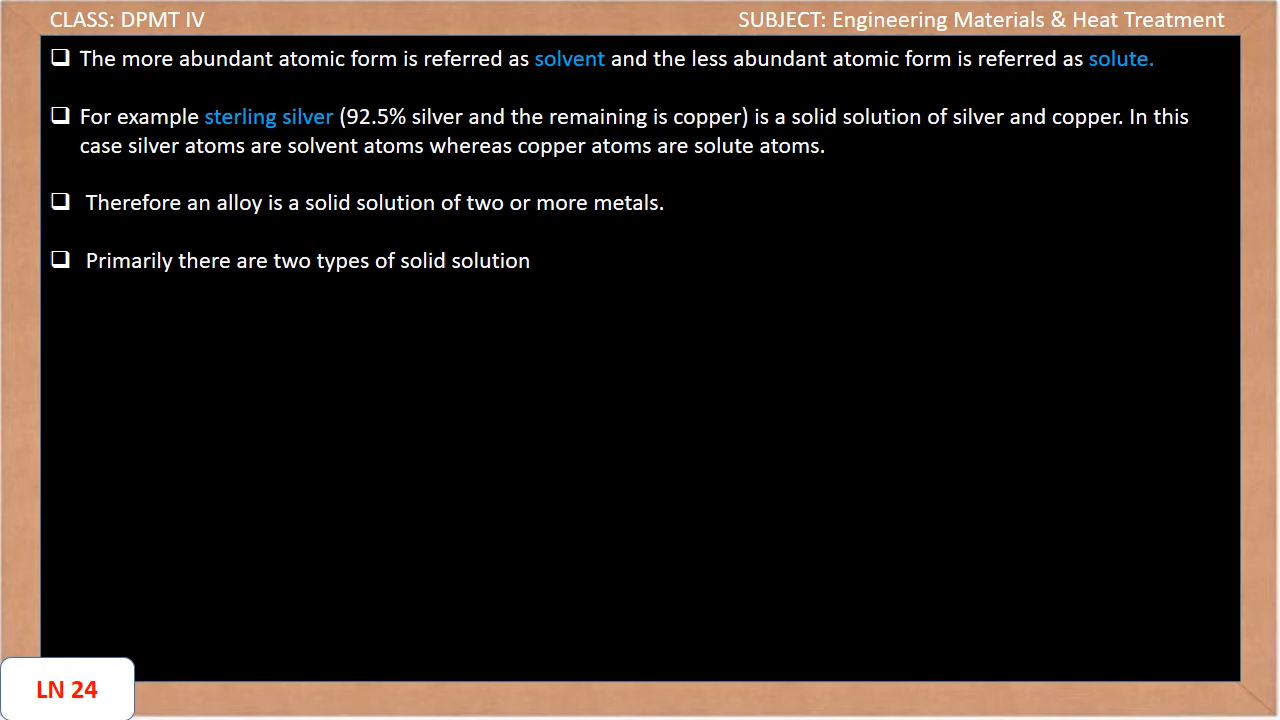 CLASS: DPMT IV
SUBJECT: Engineering Materials & Heat Treatment
The more abundant atomic form is referred as solvent and the less abundant atomic form is referred as solute.
For example sterling silver (92.5% silver and the remaining is copper) is a solid solution of silver and copper. In this
case silver atoms are solvent atoms whereas copper atoms are solute atoms.
Therefore an alloy is a solid solution of two or more metals.
Primarily there are two types of solid solution
LN 24